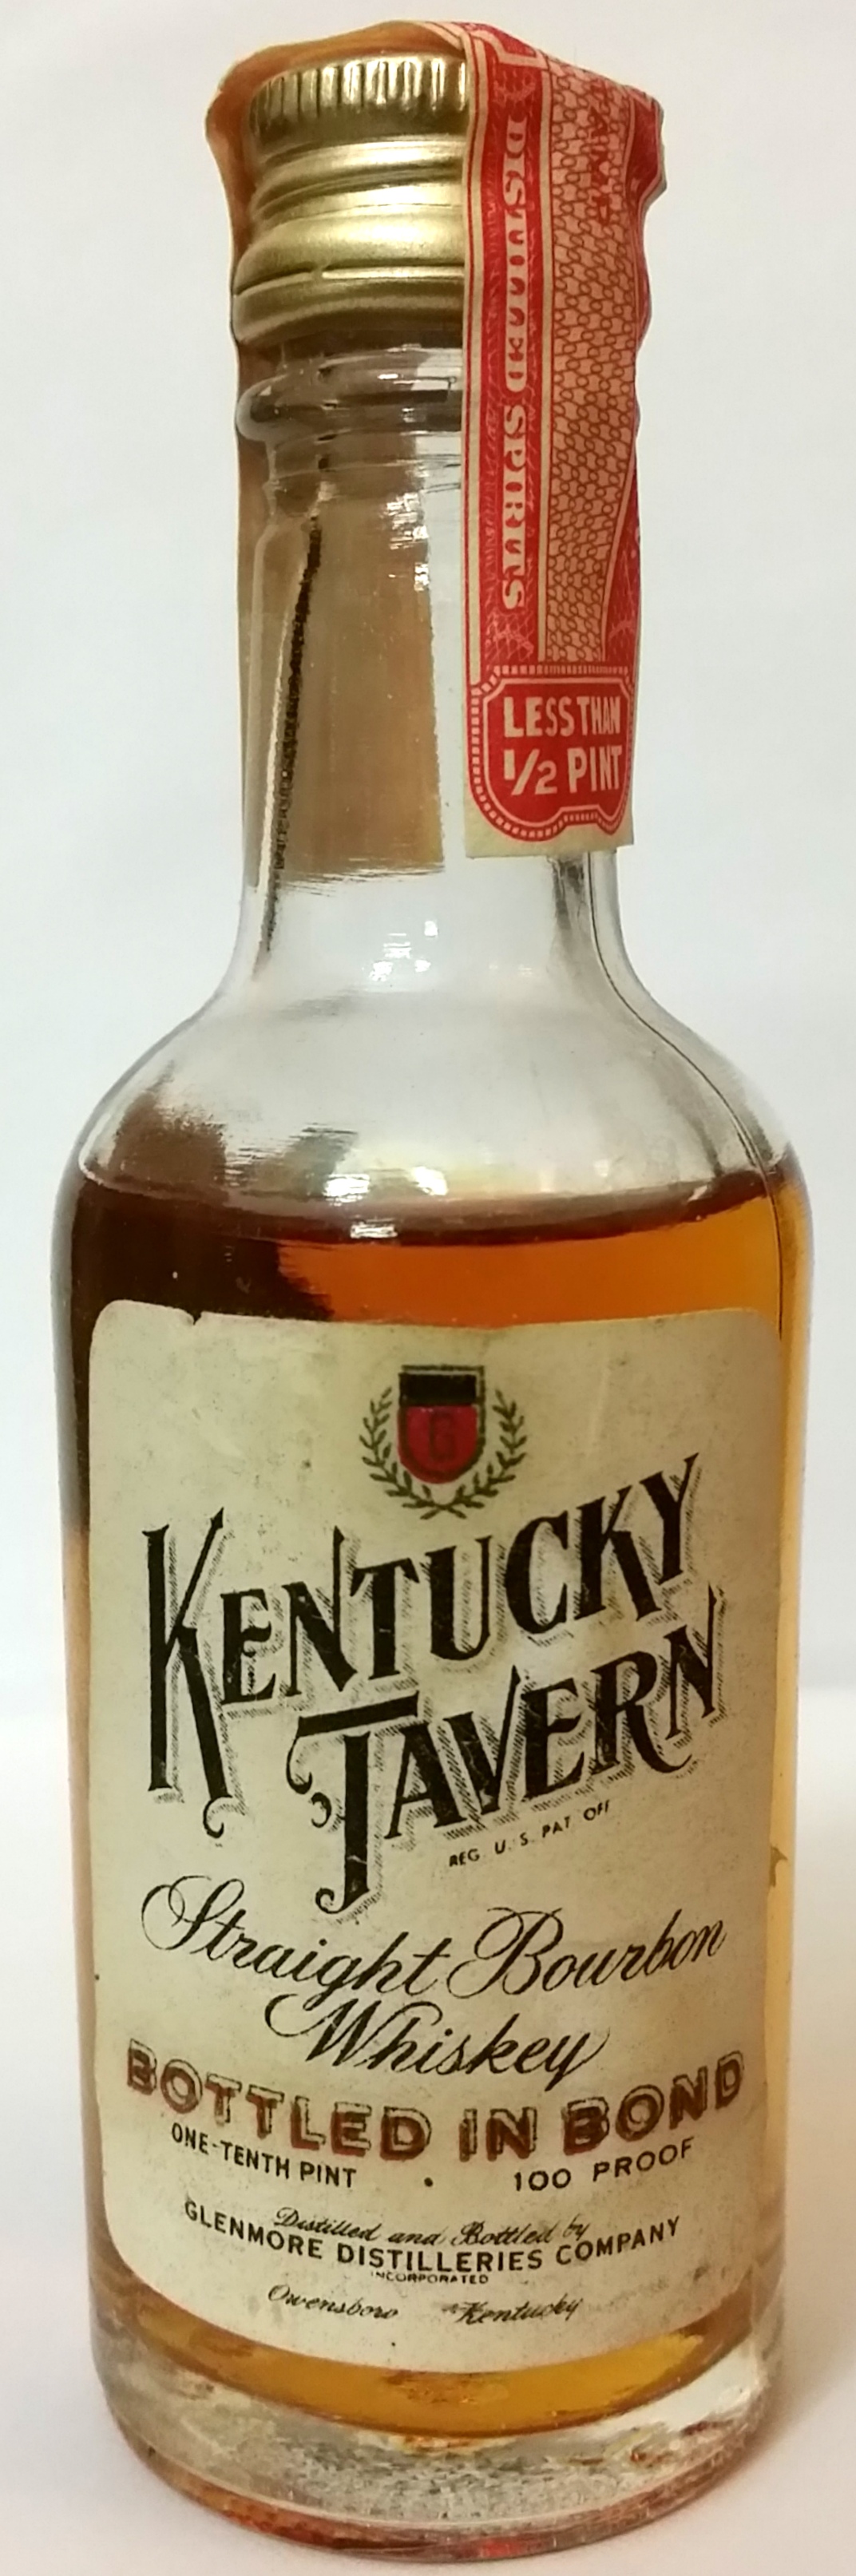 DISTILLED SPIRITS
LESS THAN
1/2 PINT
G
KENTUCKY
TAVERN
REG. U. S. PAT. OFF.
Straight Bourbon
Whiskey
BOTTLED IN BOND
ONE-TENTH PINT · 100 PROOF
Distilled and Bottled by
GLENMORE DISTILLERIES COMPANY
INCORPORATED
Owensboro Kentucky